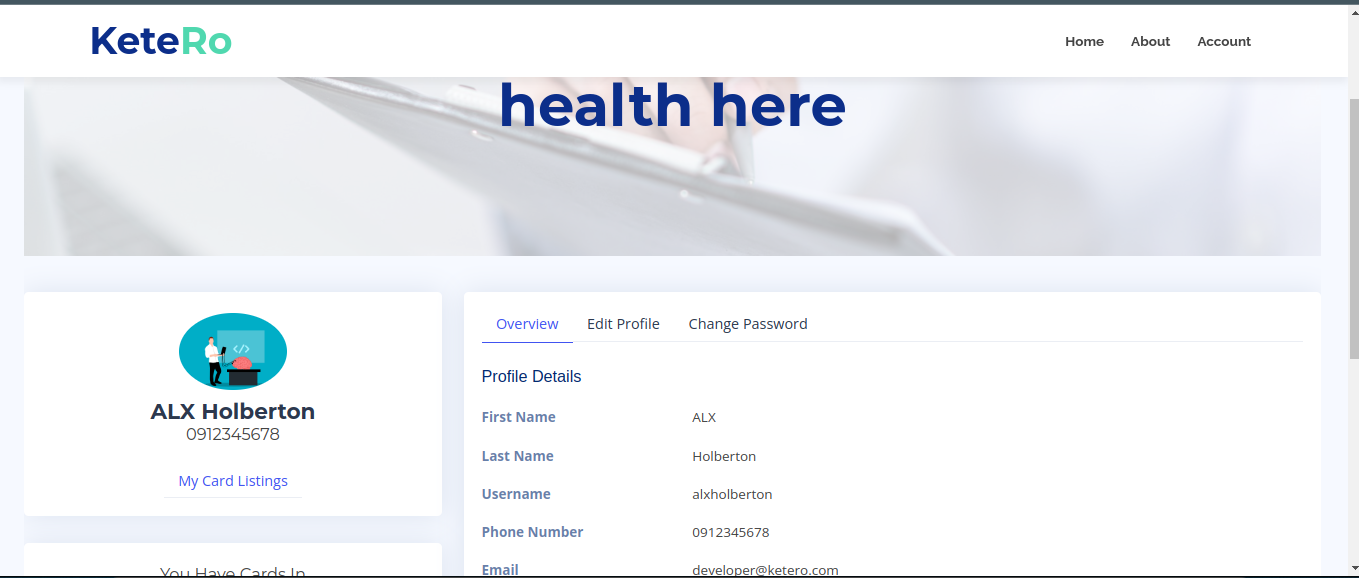 KeteRo
Home About Account
health here
ALX Holberton
0912345678
My Card Listings
You Have Cards In
Overview Edit Profile Change Password
Profile Details
First Name ALX
Last Name Holberton
Username alxholberton
Phone Number 0912345678
Email developer@ketero.com